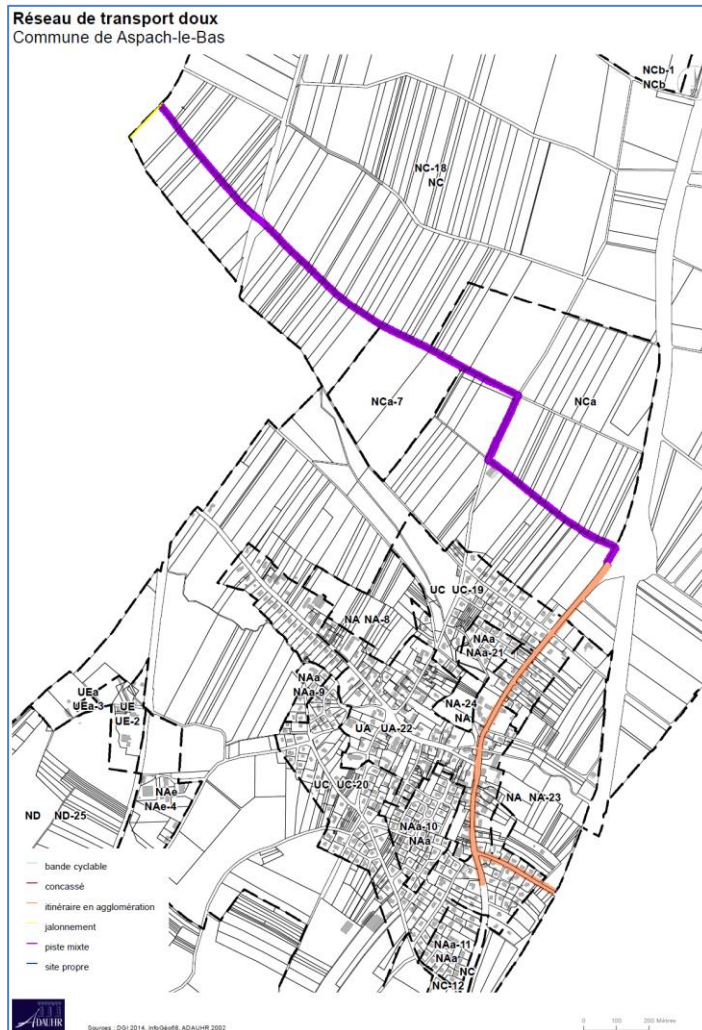 Réseau de transport doux
Commune de Aspach-le-Bas
NCb-1
NCb
NC-18
NC
NCa-7
NCa
UC UC-19
NA NA-8
NAa
NAa-21
NAa
NAa-9
NA-24
NA
UEa
UEa-3
UE
UE-2
UA UA-22
NAe
NAe-4
UC UC-20
NA NA-23
ND ND-25
NAa-10
NAa
NAa-11
NAa
NC
NC-12
bande cyclable
concassé
itinéraire en agglomération
jalonnement
piste mixte
site propre
ADAUHR
Sources : DGI 2014, InfoGéo68, ADAUHR 2002
0 100 200 Mètres